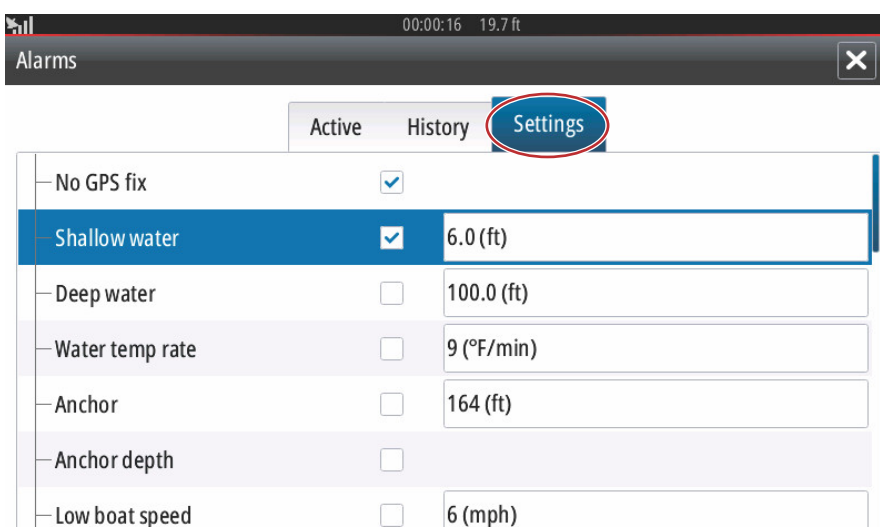 00:00:16 19.7 ft
Alarms
Active History Settings
No GPS fix
Shallow water 6.0 (ft)
Deep water 100.0 (ft)
Water temp rate 9 (°F/min)
Anchor 164 (ft)
Anchor depth
Low boat speed 6 (mph)